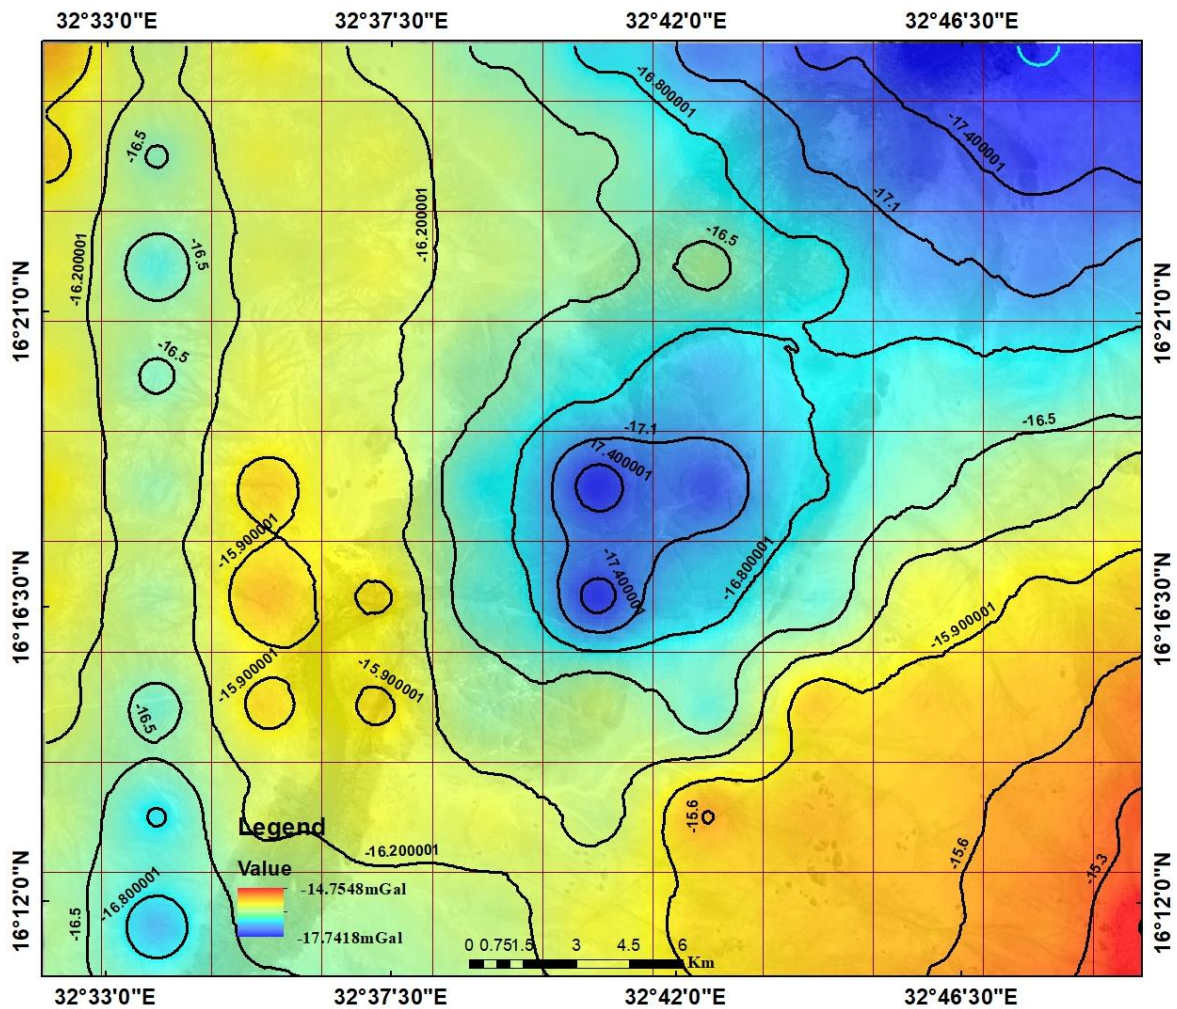 32°33'0"E 32°37'30"E 32°42'0"E 32°46'30"E
-16.800001
-17.400001
-16.5
-17.1
-16.200001
-16.200001
-16.5
-16.5
16°21'0"N
16°21'0"N
-16.5
-16.5
-17.1
17.400001
-15.900001
-16.800001
-17.400001
16°16'30"N
16°16'30"N
-15.900001
-15.900001
-15.900001
-16.5
-15.6
Legend
-16.200001
-15.6
-15.3
Value
-16.800001
-14.7548mGal
16°12'0"N
16°12'0"N
-16.5
-17.7418mGal
0 0.751.5 3 4.5 6
Km
32°33'0"E 32°37'30"E 32°42'0"E 32°46'30"E